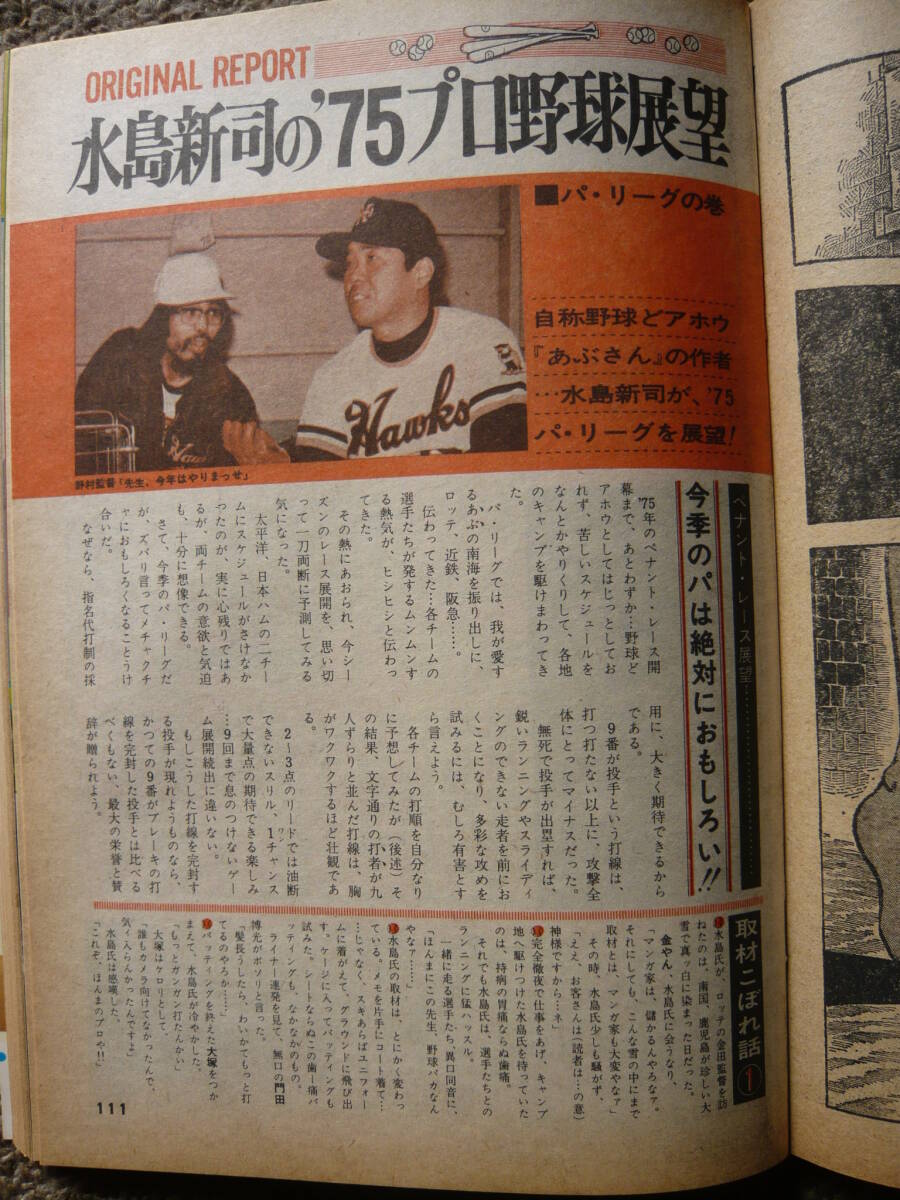 ORIGINAL REPORT
水島新司の'75プロ野球展望
■パ・リーグの巻
自称野球どアホウ
『あぶさん』の作者
…水島新司が、'75
パ・リーグを展望!
Hawks
野村監督「先生、今年はやりまっせ」
ペナント・レース展望
今季のパは絶対におもしろい!!
'75年のペナント・レース開
幕まで、あとわずか…野球ど
アホウとしてはじっとしてお
れず、苦しいスケジュールを
なんとかやりくりして、各地
のキャンプを駆けまわってき
た。
パ・リーグでは、我が愛す
るあぶの南海を振り出しに、
ロッテ、近鉄、阪急……。
伝わってきた…各チームの
選手たちが発するムンムンす
る熱気が、ヒシヒシと伝わっ
てきた。
その熱にあおられ、今シー
ズンのレース展開を、思い切
って一刀両断に予測してみる
気になった。
太平洋、日本ハムの二チー
ムにスケジュールがさけなか
ったのが、実に心残りではあ
るが、両チームの意欲と気迫
も、十分に想像できる。
さて、今季のパ・リーグだ
が、ズバリ言ってメチャクチ
ャにおもしろくなることうけ
合いだ。
なぜなら、指名代打制の採
用に、大きく期待できるから
である。
9番が投手という打線は、
打つ打たない以上に、攻撃全
体にとってマイナスだった。
無死で投手が出塁すれば、
鋭いランニングやスライディ
ングのできない走者を前にお
くことになり、多彩な攻めを
試みるには、むしろ有害とす
ら言えよう。
各チームの打順を自分なり
に予想してみたが(後述)そ
の結果、文字通りの打者が九
人ずらりと並んだ打線は、胸
がワクワクするほど壮観であ
る。
2〜3点のリードでは油断
できないスリル、1チャンス
で大量点の期待できる楽しみ
…9回まで息のつけないゲー
ム展開続出に違いない。
もしこうした打線を完封す
る投手が現れようものなら、
かつての9番がブレーキの打
線を完封した投手とは比べる
べくもない、最大の栄誉と賛
辞が贈られよう。
取材こぼれ話①
水島氏が、ロッテの金田監督を訪
ねたのは、南国、鹿児島が珍しい大
雪で真ッ白に染まった日だった。
金やん、水島氏に会うなり、
「マンガ家は、儲かるんやろなァ。
それにしても、こんな雪の中にまで
取材とは、マンガ家も大変やなァ」
その時、水島氏少しも騒がず、
「ええ、お客さんは(読者は…の意)
神様ですから…ネ」
完全徹夜で仕事をあげ、キャンプ
地へ駆けつけた水島氏を待っていた
のは、持病の胃痛ならぬ歯痛。
それでも水島氏は、選手たちとの
ランニングに猛ハッスル。
一緒に走る選手たち、異口同音に、
「ほんまにこの先生、野球バカなん
やなァ……」
水島氏の取材は、とにかく変わっ
ている。メモを片手にコート着て…
…じゃなく、スキあらばユニフォー
ムに着がえて、グラウンドに飛び出
す。ケージに入ってバッティングも
試みた。シートならぬこの歯—痛バ
ッティングも、なかなかのもの。
ライナー連発を見て、無口の門田
博光がボソリと言った。
「髪長うしたら、わいかてもっと打
てるのやろか……」
バッティングを終えた大塚をつか
まえて、水島氏が冷やかした。
「もっとガンガン打たんかい」
大塚はケロリとして、
「誰もカメラ向けてなかったんで、
気ィ入らんかったんですよ」
水島氏は感嘆した。
「これぞ、ほんまのプロや!!」
111